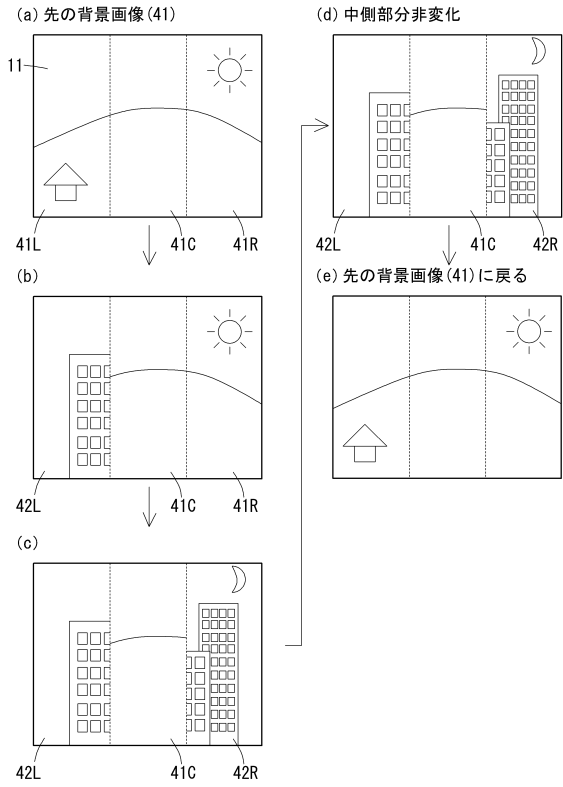 (a) 先の背景画像(41)
11
41L 41C 41R
(b)
42L 41C 41R
(c)
42L 41C 42R
(d) 中側部分非変化
42L 41C 42R
(e) 先の背景画像(41)に戻る